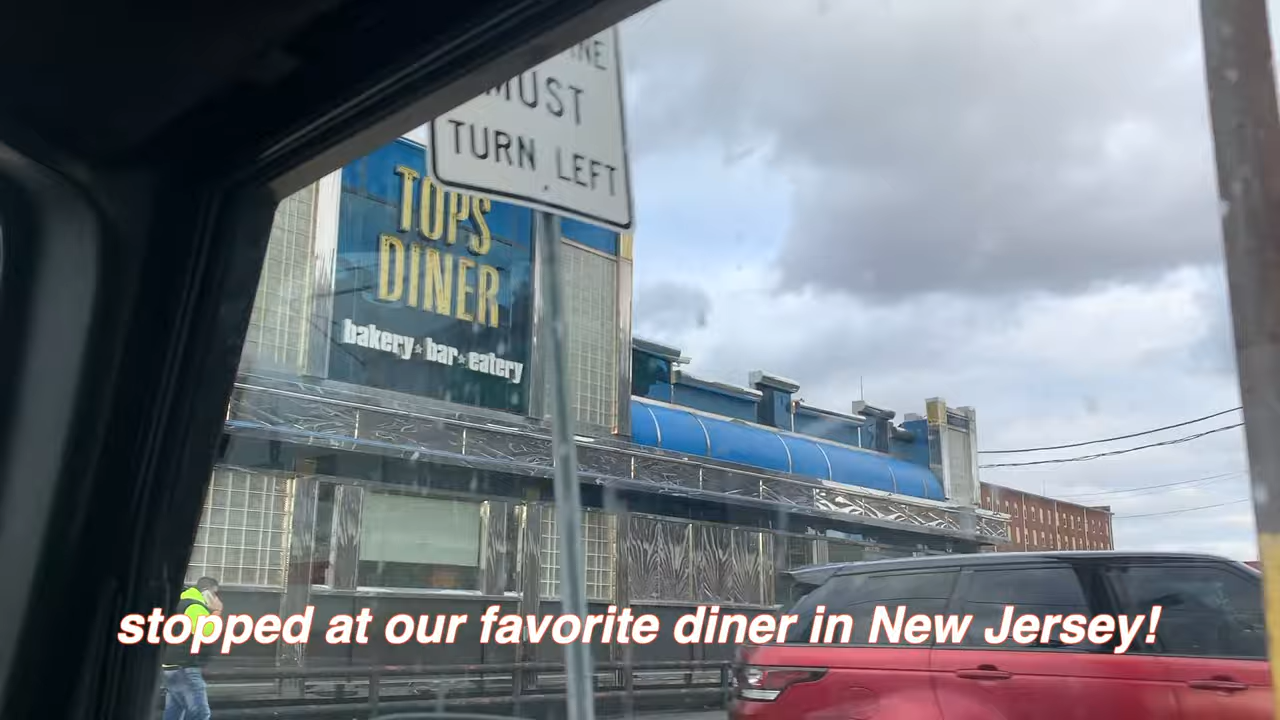 MUST
TURN LEFT
TOPS
DINER
bakery★bar★eatery
stopped at our favorite diner in New Jersey!